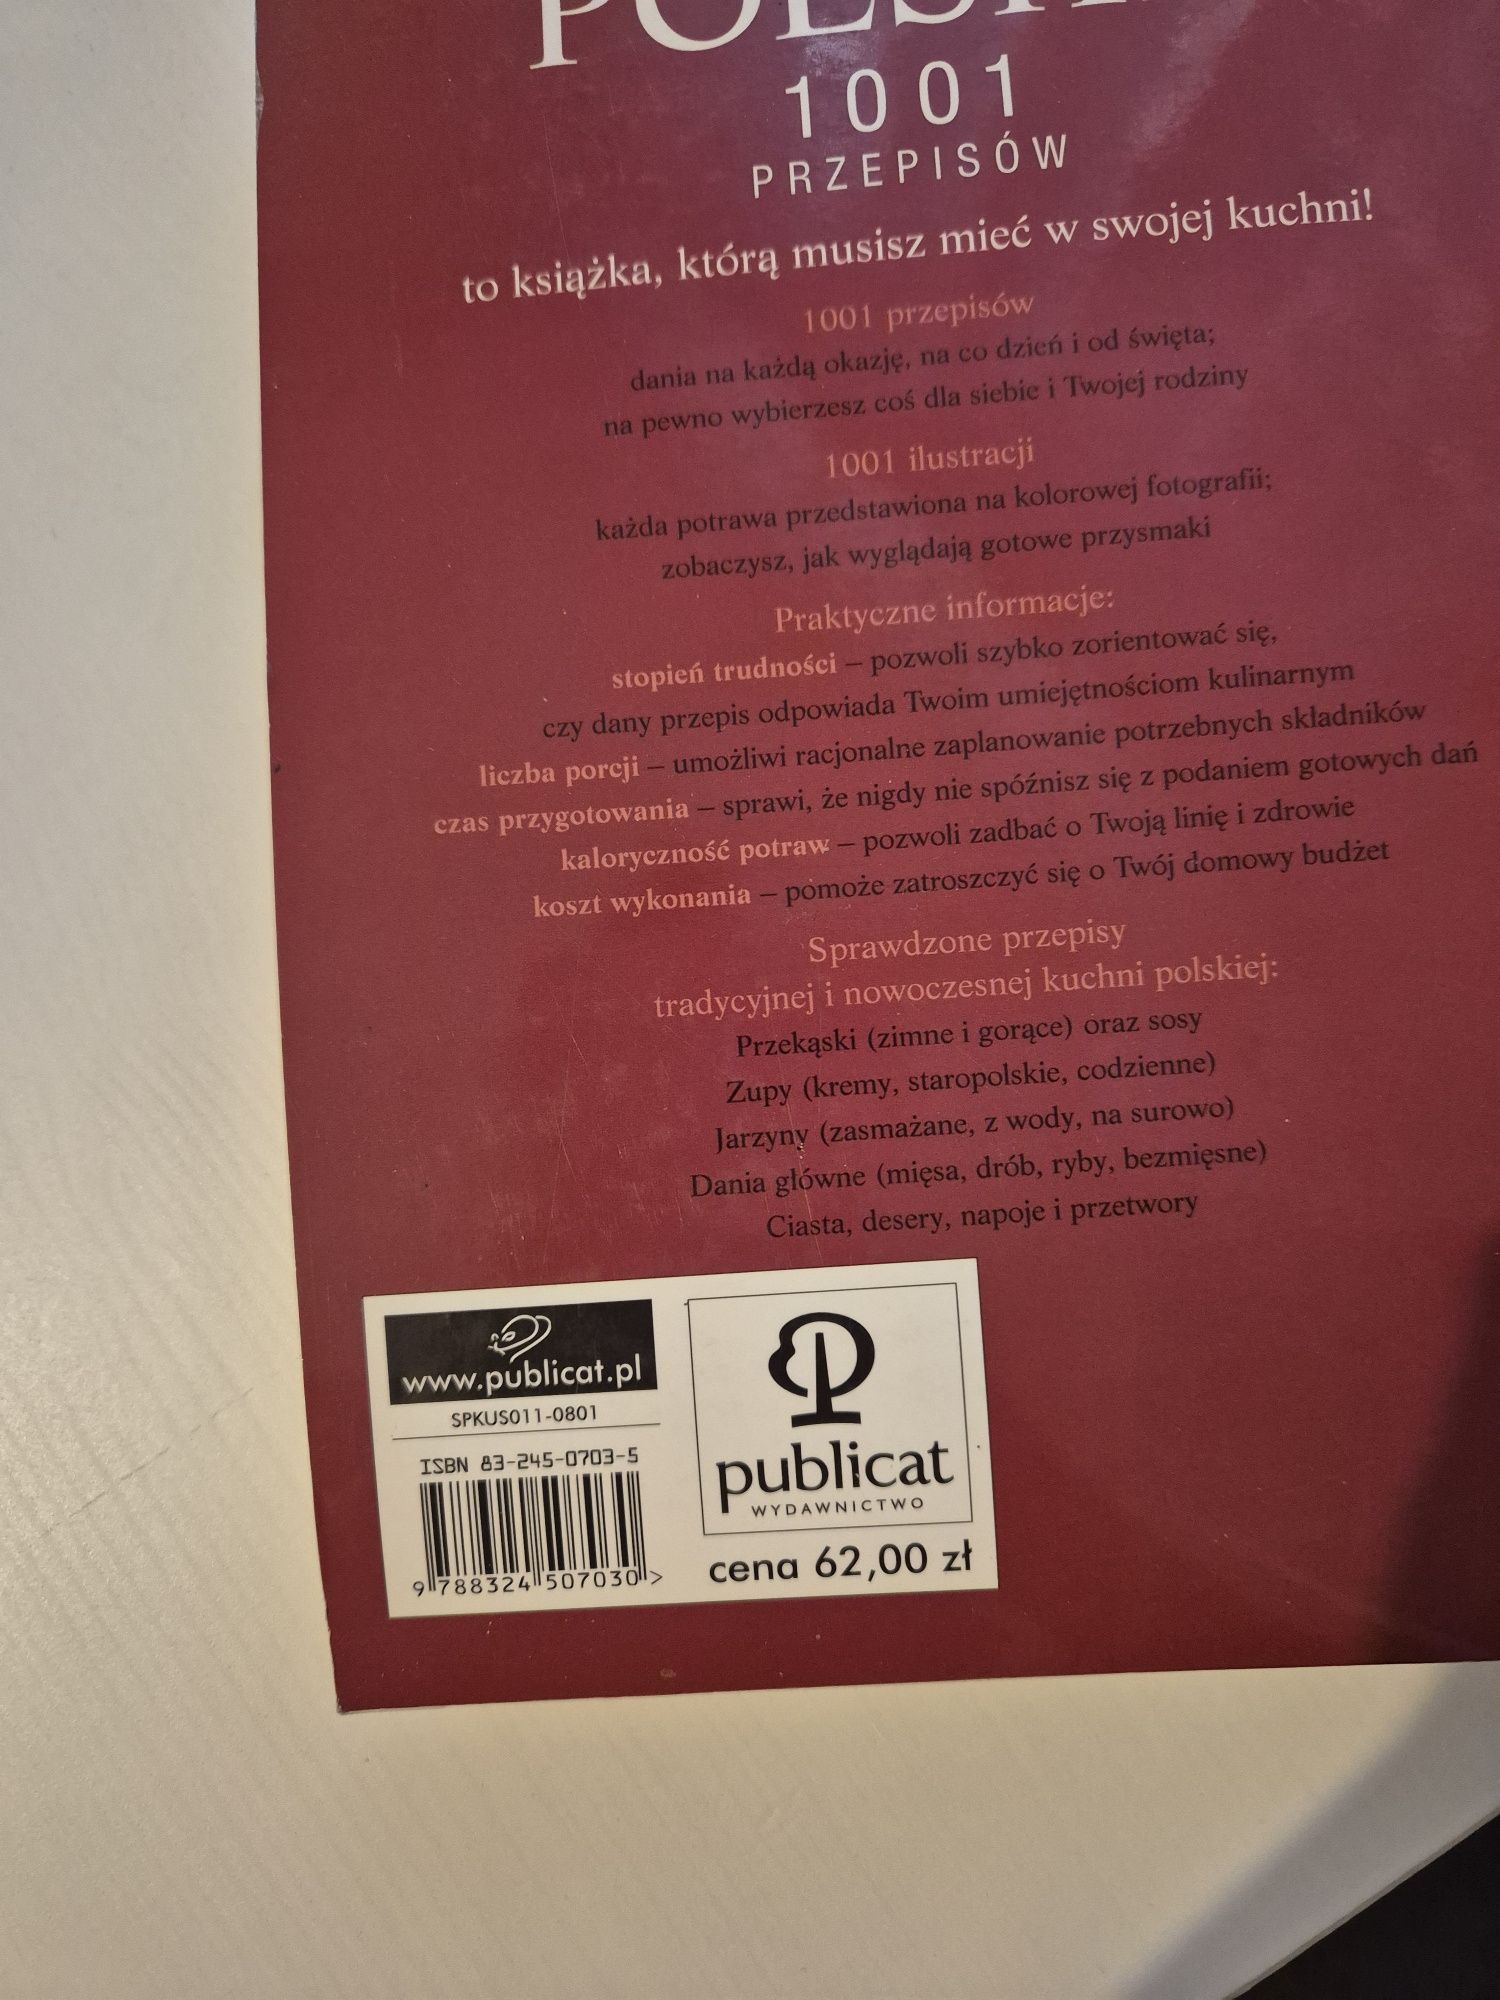 1001
PRZEPISÓW
to książka, którą musisz mieć w swojej kuchni!
1001 przepisów
dania na każdą okazję, na co dzień i od święta;
na pewno wybierzesz coś dla siebie i Twojej rodziny
1001 ilustracji
każda potrawa przedstawiona na kolorowej fotografii;
zobaczysz, jak wyglądają gotowe przysmaki
Praktyczne informacje:
stopień trudności – pozwoli szybko zorientować się,
czy dany przepis odpowiada Twoim umiejętnościom kulinarnym
liczba porcji – umożliwi racjonalne zaplanowanie potrzebnych składników
czas przygotowania – sprawi, że nigdy nie spóźnisz się z podaniem gotowych dań
kaloryczność potraw – pozwoli zadbać o Twoją linię i zdrowie
koszt wykonania – pomoże zatroszczyć się o Twój domowy budżet
Sprawdzone przepisy
tradycyjnej i nowoczesnej kuchni polskiej:
Przekąski (zimne i gorące) oraz sosy
Zupy (kremy, staropolskie, codzienne)
Jarzyny (zasmażane, z wody, na surowo)
Dania główne (mięsa, drób, ryby, bezmięsne)
Ciasta, desery, napoje i przetwory
www.publicat.pl
SPKUS011-0801
ISBN 83-245-0703-5
9 788324 507030 >
publicat
WYDAWNICTWO
cena 62,00 zł